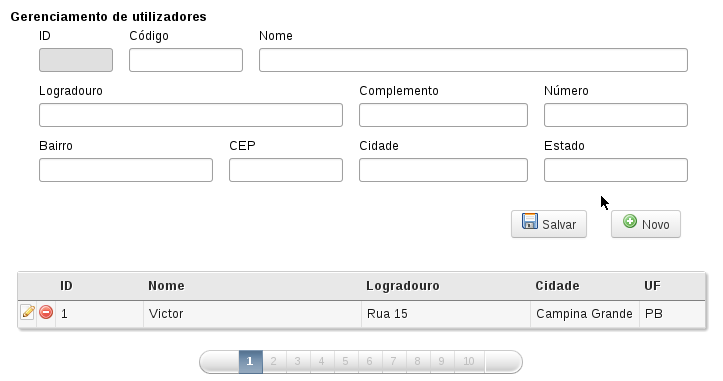 Gerenciamento de utilizadores
ID Código Nome
Logradouro Complemento Número
Bairro CEP Cidade Estado
Salvar Novo
ID Nome Logradouro Cidade UF
1 Victor Rua 15 Campina Grande PB
1 2 3 4 5 6 7 8 9 10